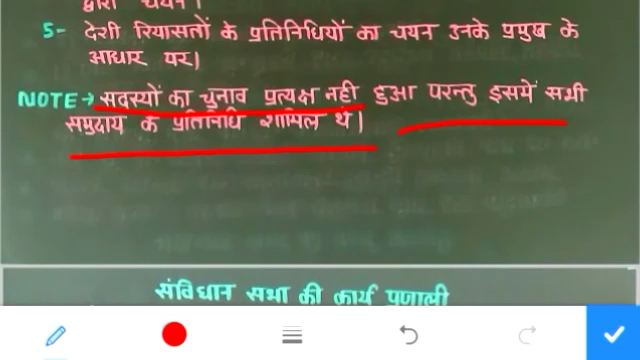 द्वारा चयन।
5- देशी रियासतों के प्रतिनिधियों का चयन उनके प्रमुख के
आधार पर।
NOTE→ सदस्यों का चुनाव प्रत्यक्ष नही हुआ परन्तु इसमें सभी
समुदाय के प्रतिनिधि शामिल थे।
संविधान सभा की कार्य प्रणाली